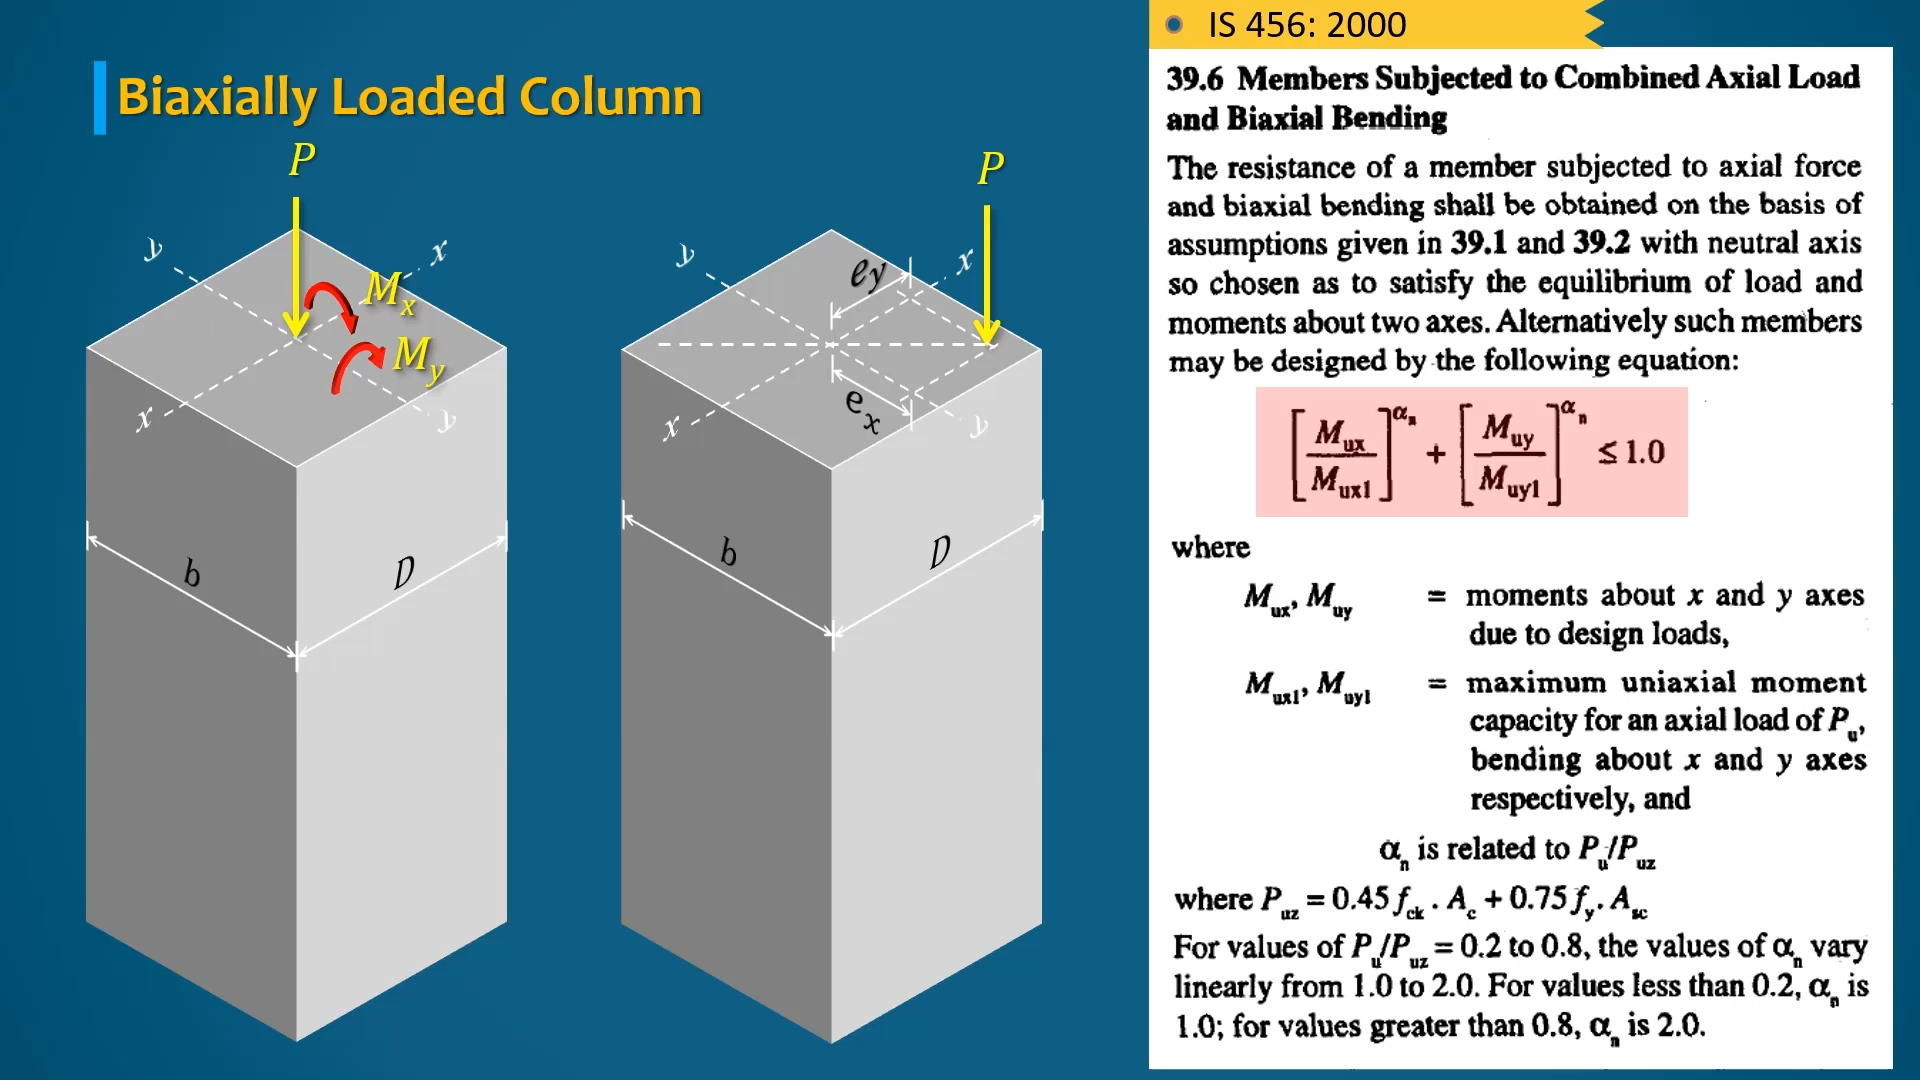 Biaxially Loaded Column
P
y
x
Mx
My
x
y
b
D
P
y
x
ey
ex
x
y
b
D
IS 456: 2000
39.6 Members Subjected to Combined Axial Load
and Biaxial Bending
The resistance of a member subjected to axial force
and biaxial bending shall be obtained on the basis of
assumptions given in 39.1 and 39.2 with neutral axis
so chosen as to satisfy the equilibrium of load and
moments about two axes. Alternatively such members
may be designed by the following equation:
[Mux/Mux1]^αn + [Muy/Muy1]^αn ≤ 1.0
where
Mux, Muy = moments about x and y axes
due to design loads,
Mux1, Muy1 = maximum uniaxial moment
capacity for an axial load of Pu,
bending about x and y axes
respectively, and
αn is related to Pu/Puz
where Puz = 0.45 fck . Ac + 0.75 fy . Asc
For values of Pu/Puz = 0.2 to 0.8, the values of αn vary
linearly from 1.0 to 2.0. For values less than 0.2, αn is
1.0; for values greater than 0.8, αn is 2.0.